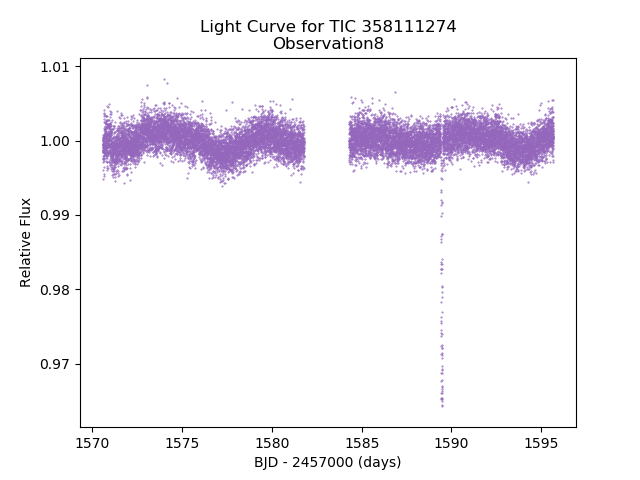 Light Curve for TIC 358111274
Observation8
1.01
1.00
0.99
0.98
0.97
Relative Flux
1570 1575 1580 1585 1590 1595
BJD - 2457000 (days)